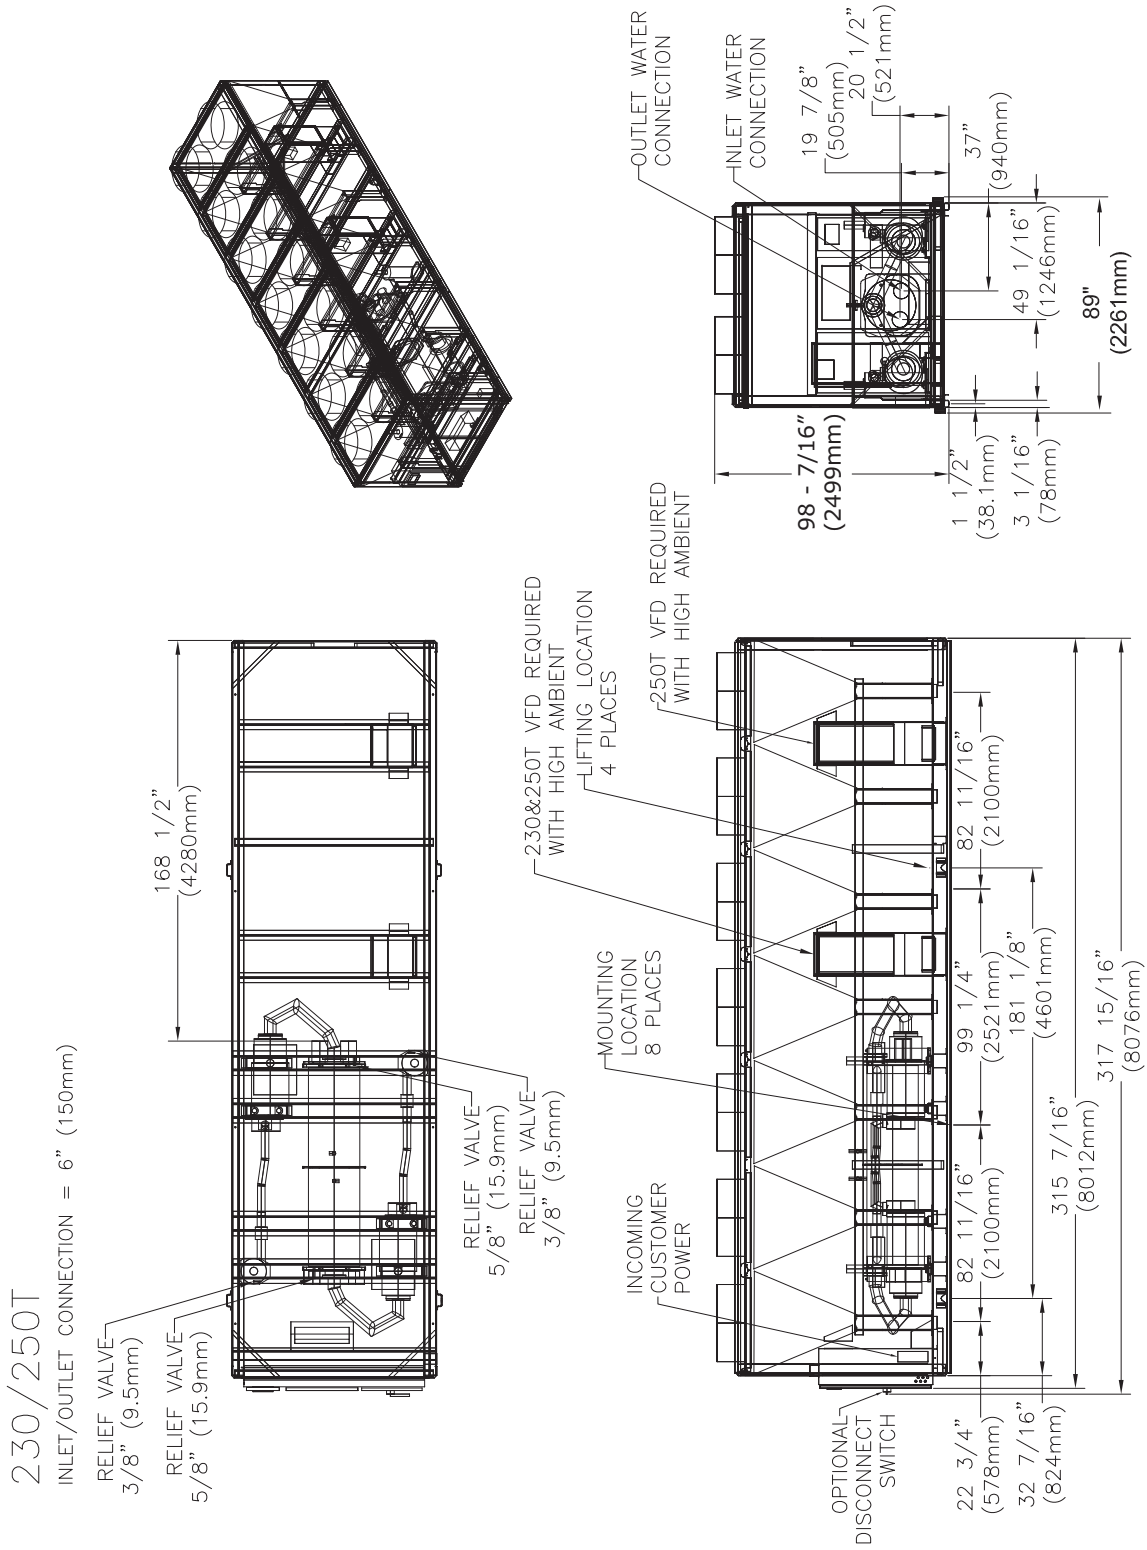 230/250T
INLET/OUTLET CONNECTION = 6” (150mm)
RELIEF VALVE
3/8” (9.5mm)
RELIEF VALVE
5/8” (15.9mm)
168 1/2”
(4280mm)
RELIEF VALVE
5/8” (15.9mm)
RELIEF VALVE
3/8” (9.5mm)
230&250T VFD REQUIRED
WITH HIGH AMBIENT
LIFTING LOCATION
4 PLACES
250T VFD REQUIRED
WITH HIGH AMBIENT
MOUNTING
LOCATION
8 PLACES
INCOMING
CUSTOMER
POWER
OPTIONAL
DISCONNECT
SWITCH
22 3/4”
(578mm)
32 7/16”
(824mm)
82 11/16”
(2100mm)
99 1/4”
(2521mm)
82 11/16”
(2100mm)
181 1/8”
(4601mm)
315 7/16”
(8012mm)
317 15/16”
(8076mm)
OUTLET WATER
CONNECTION
INLET WATER
CONNECTION
19 7/8”
(505mm)
20 1/2”
(521mm)
37”
(940mm)
49 1/16”
(1246mm)
89"
(2261mm)
98 - 7/16”
(2499mm)
1 1/2”
(38.1mm)
3 1/16”
(78mm)